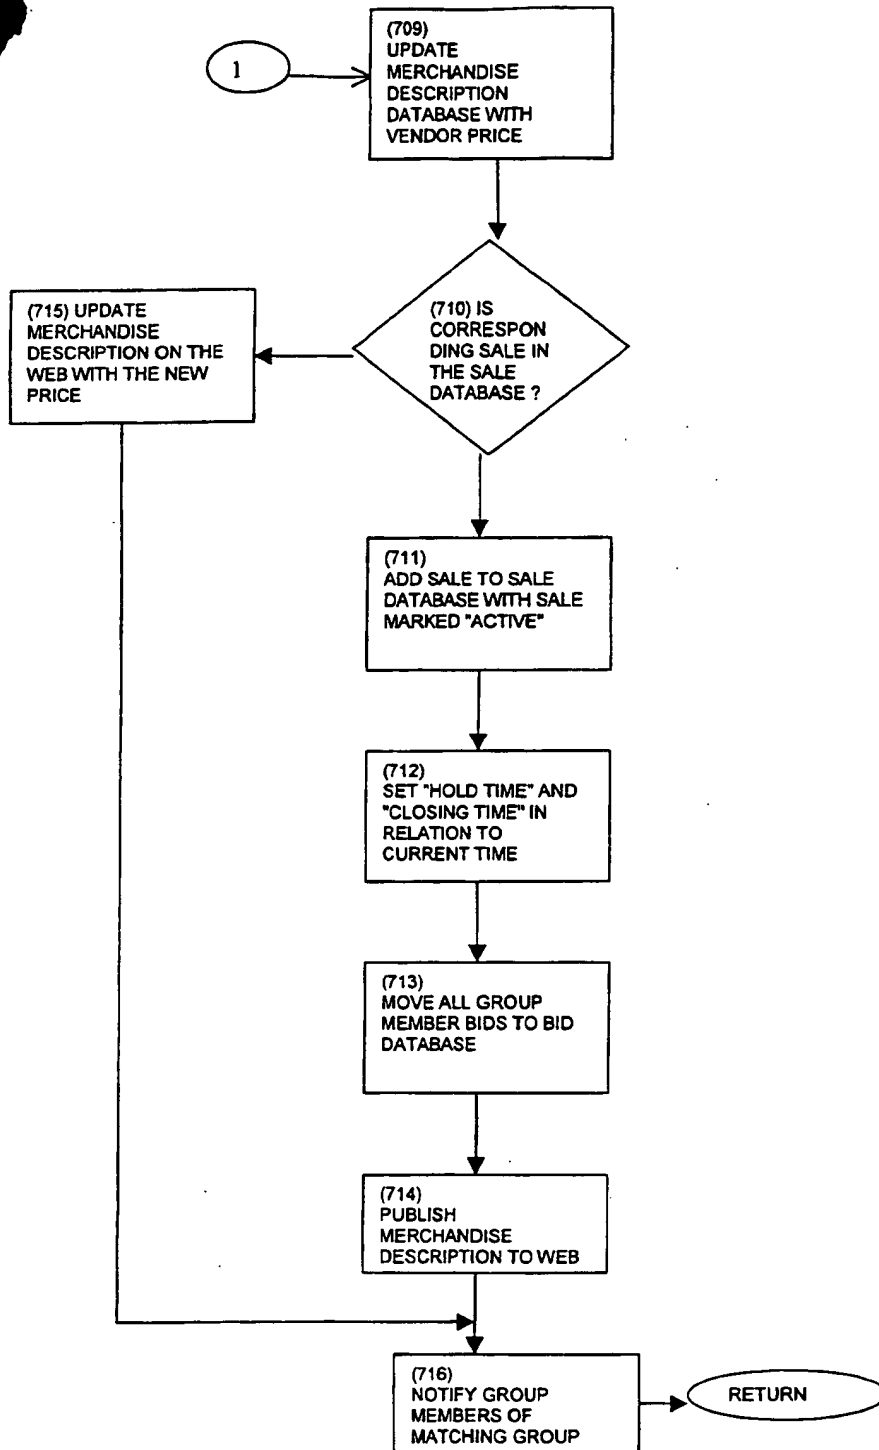 1
(709)
UPDATE
MERCHANDISE
DESCRIPTION
DATABASE WITH
VENDOR PRICE
(710) IS
CORRESPON
DING SALE IN
THE SALE
DATABASE ?
(715) UPDATE
MERCHANDISE
DESCRIPTION ON THE
WEB WITH THE NEW
PRICE
(711)
ADD SALE TO SALE
DATABASE WITH SALE
MARKED "ACTIVE"
(712)
SET "HOLD TIME" AND
"CLOSING TIME" IN
RELATION TO
CURRENT TIME
(713)
MOVE ALL GROUP
MEMBER BIDS TO BID
DATABASE
(714)
PUBLISH
MERCHANDISE
DESCRIPTION TO WEB
(716)
NOTIFY GROUP
MEMBERS OF
MATCHING GROUP
RETURN